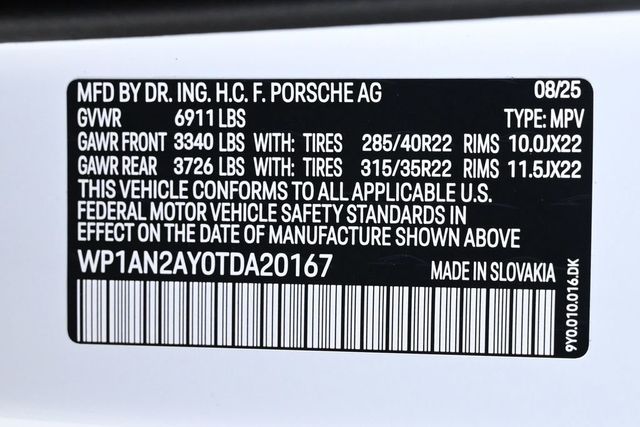 MFD BY DR. ING. H.C. F. PORSCHE AG 08/25
GVWR 6911 LBS TYPE: MPV
GAWR FRONT 3340 LBS WITH: TIRES 285/40R22 RIMS 10.0JX22
GAWR REAR 3726 LBS WITH: TIRES 315/35R22 RIMS 11.5JX22
THIS VEHICLE CONFORMS TO ALL APPLICABLE U.S.
FEDERAL MOTOR VEHICLE SAFETY STANDARDS IN
EFFECT ON THE DATE OF MANUFACTURE SHOWN ABOVE
WP1AN2AY0TDA20167 MADE IN SLOVAKIA
9Y0.010.016.DK